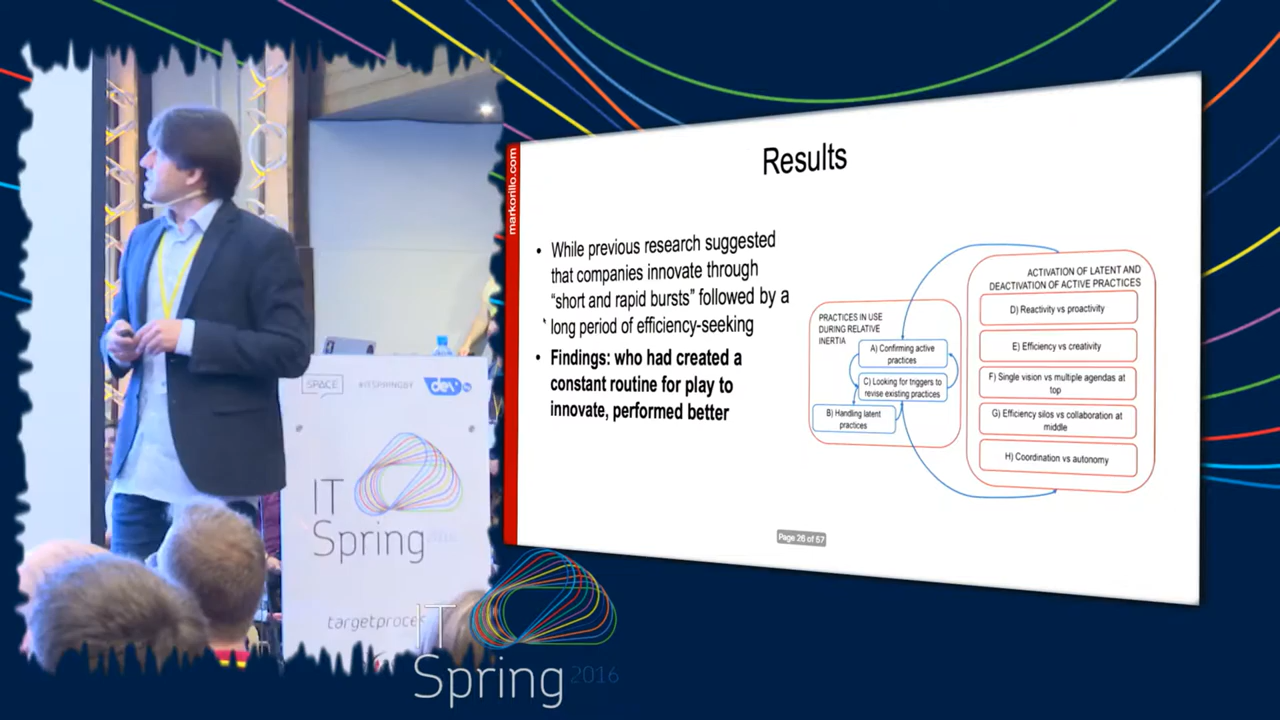 SPACE
#ITSPRINGBY
dev
IT
Spring
2016
targetproces
IT
Spring 2016
markorillo.com
Results
• While previous research suggested
that companies innovate through
“short and rapid bursts” followed by a
long period of efficiency-seeking
• Findings: who had created a
constant routine for play to
innovate, performed better
PRACTICES IN USE
DURING RELATIVE
INERTIA
A) Confirming active
practices
C) Looking for triggers to
revise existing practices
B) Handling latent
practices
ACTIVATION OF LATENT AND
DEACTIVATION OF ACTIVE PRACTICES
D) Reactivity vs proactivity
E) Efficiency vs creativity
F) Single vision vs multiple agendas at
top
G) Efficiency silos vs collaboration at
middle
H) Coordination vs autonomy
Page 26 of 57